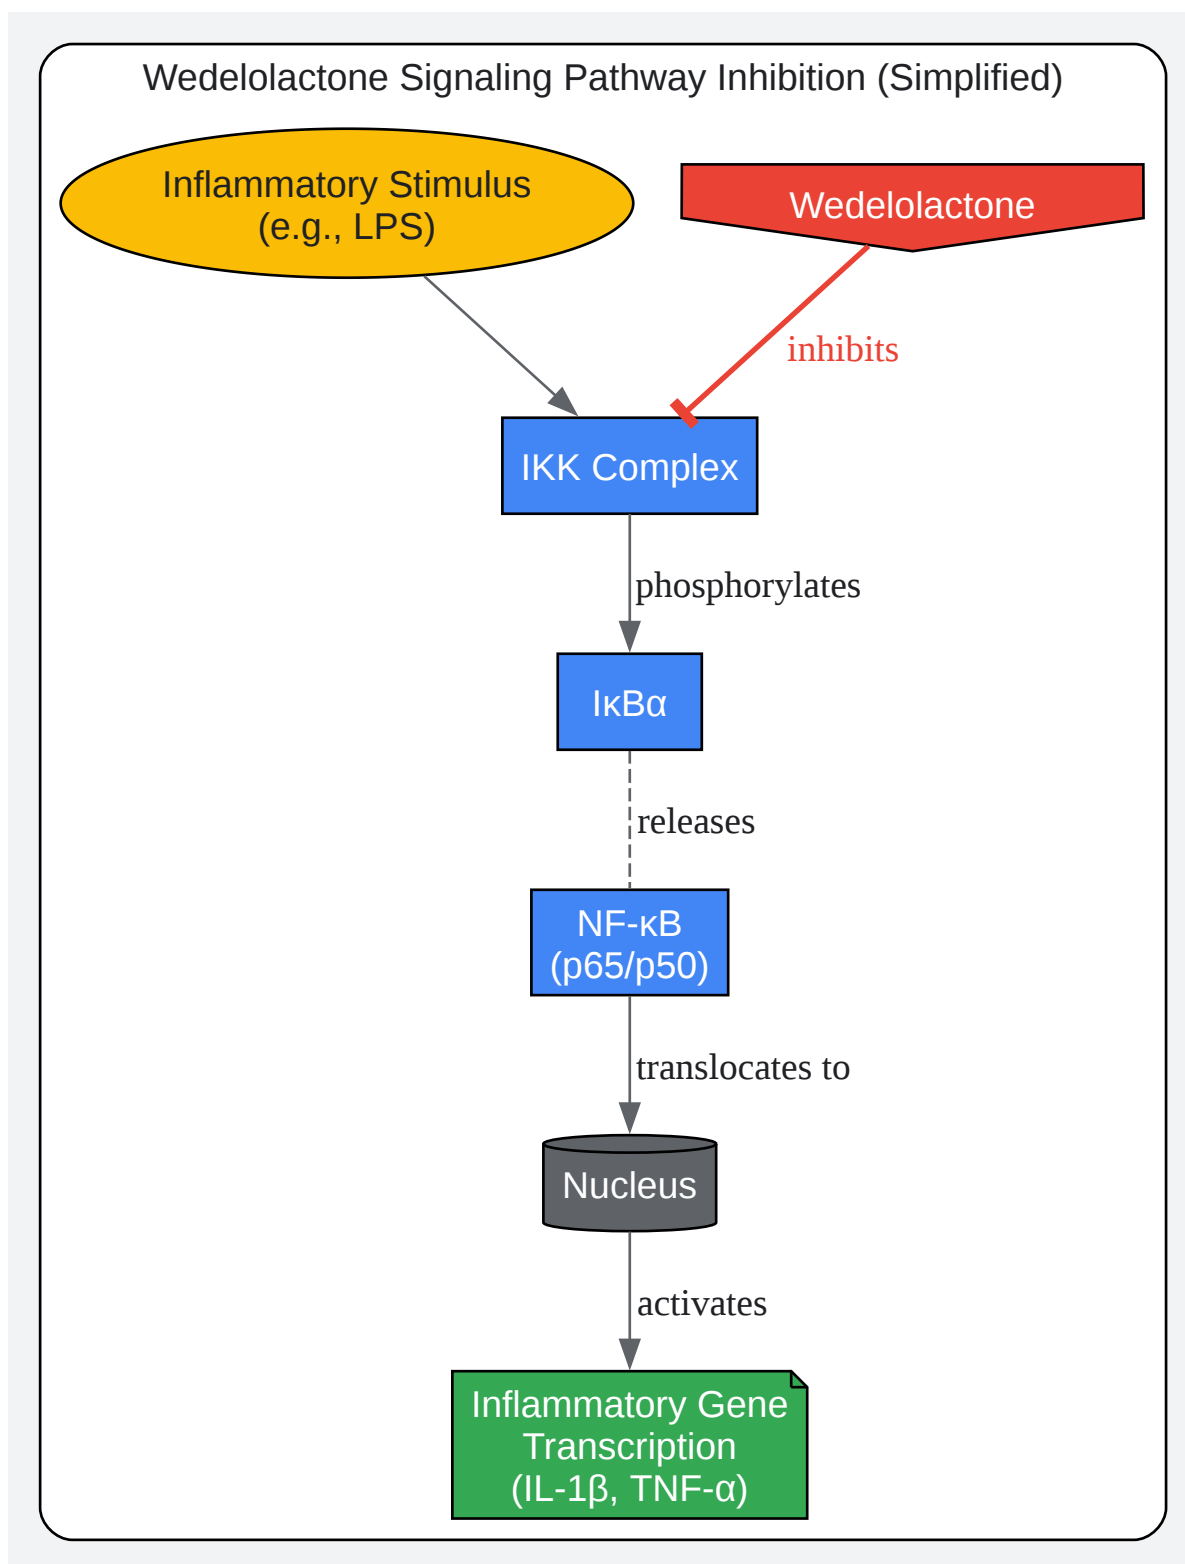 Wedelolactone Signaling Pathway Inhibition (Simplified)
Inflammatory Stimulus
(e.g., LPS)
Wedelolactone
inhibits
IKK Complex
phosphorylates
IκBα
releases
NF-κB
(p65/p50)
translocates to
Nucleus
activates
Inflammatory Gene
Transcription
(IL-1β, TNF-α)